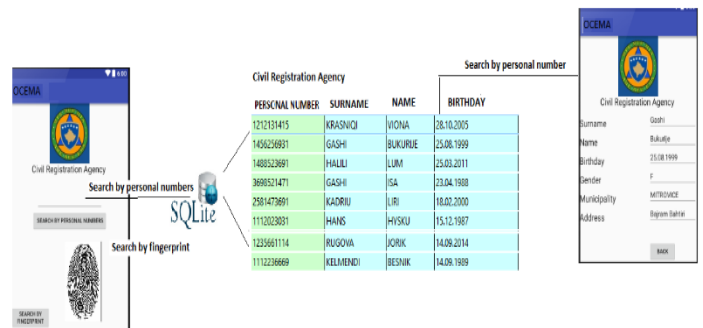 OCEMA
Civil Registration Agency
Search by personal numbers
SEARCH BY PERSONAL NUMBERS
Search by fingerprint
SEARCH BY
FINGERPRINT
SQLite
Civil Registration Agency
PERSONAL NUMBER SURNAME NAME BIRTHDAY
1212131415 KRASNIQI VIONA 28.10.2005
1456256931 GASHI BUKURIJE 25.08.1999
1488523691 HALILI LUM 25.03.2011
3698521471 GASHI ISA 23.04.1988
2581473691 KADRIU LIRI 18.02.2000
1112023031 HANS HYSKU 15.12.1987
1235661114 RUGOVA JORIK 14.09.2014
1112236669 KELMENDI BESNIK 14.09.1989
Search by personal number
OCEMA
Civil Registration Agency
Surname Gashi
Name Bukurije
Birthday 25.08.1999
Gender F
Municipality MITROVICE
Address Bajram Bahtiri
BACK